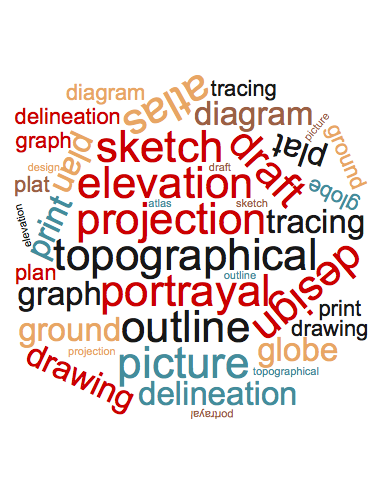 diagram
atlas
tracing
delineation
diagram
picture
graph
sketch
draft
plat
ground
design
plan
draft
plat
elevation
globe
print
atlas
sketch
elevation
projection
tracing
topographical
plan
outline
design
graph
portrayal
print
ground
outline
drawing
projection
globe
drawing
picture
topographical
delineation
portrayal